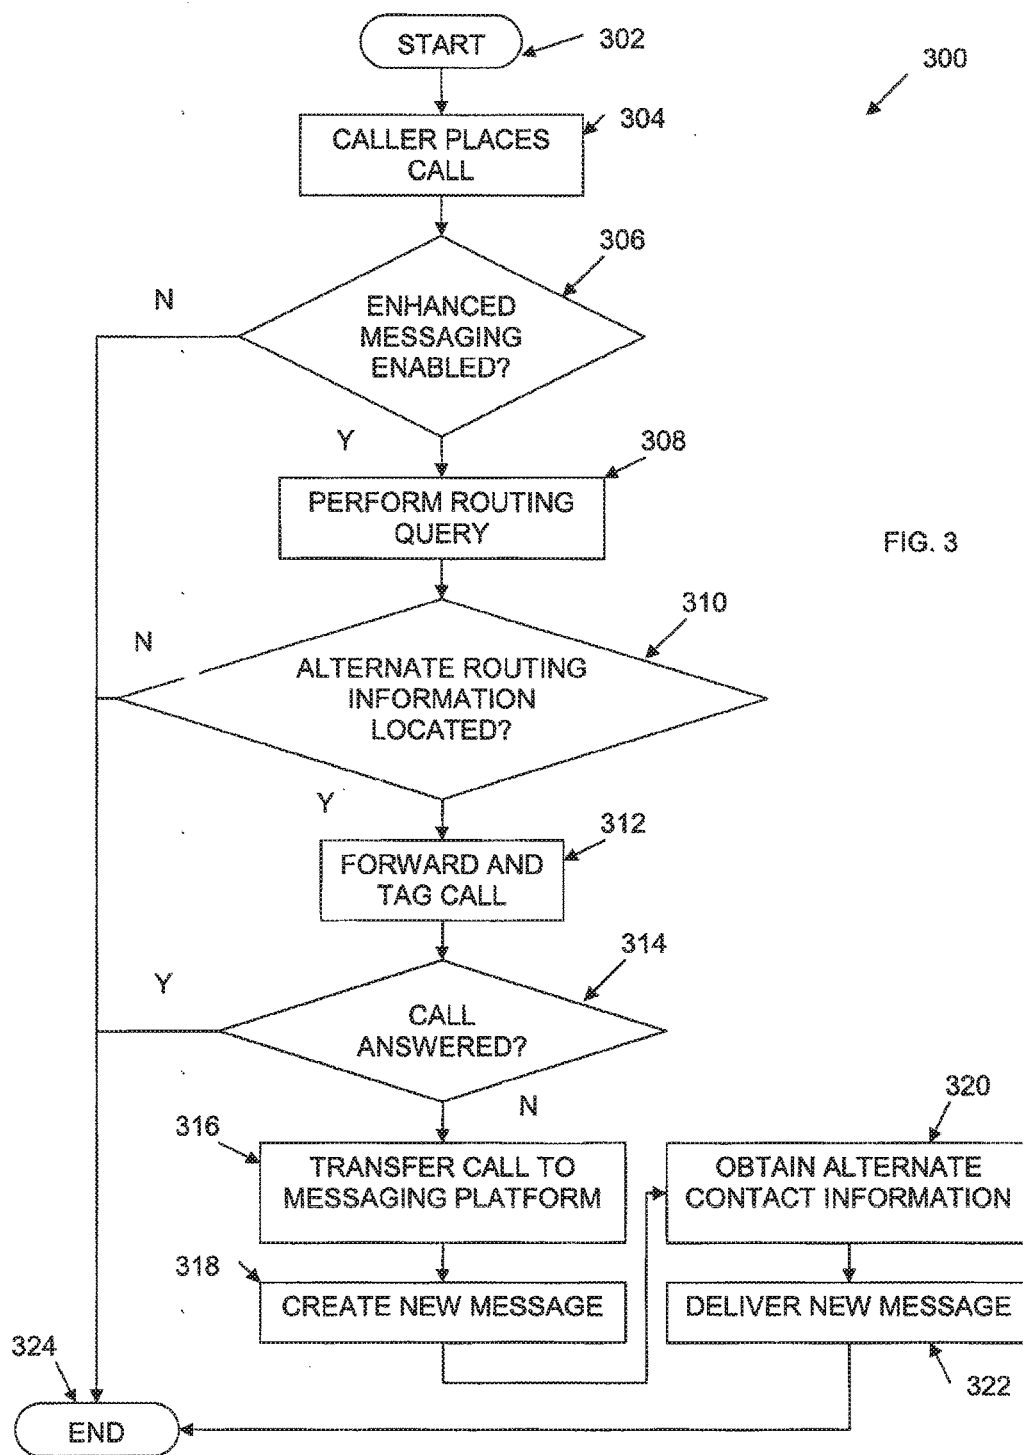 START
302
300
CALLER PLACES
CALL
304
306
N
ENHANCED
MESSAGING
ENABLED?
Y
308
PERFORM ROUTING
QUERY
FIG. 3
310
N
ALTERNATE ROUTING
INFORMATION
LOCATED?
Y
312
FORWARD AND
TAG CALL
314
Y
CALL
ANSWERED?
N
316
TRANSFER CALL TO
MESSAGING PLATFORM
320
OBTAIN ALTERNATE
CONTACT INFORMATION
318
CREATE NEW MESSAGE
DELIVER NEW MESSAGE
322
324
END